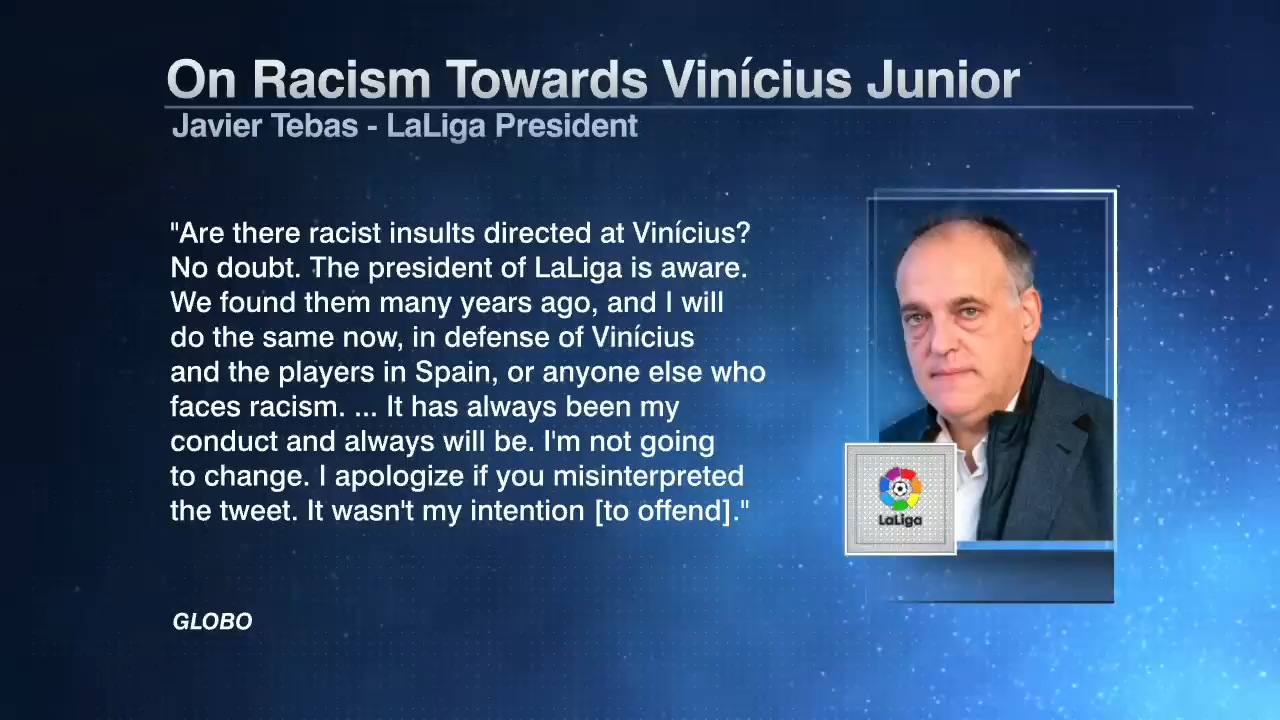 On Racism Towards Vinícius Junior
Javier Tebas - LaLiga President
"Are there racist insults directed at Vinícius?
No doubt. The president of LaLiga is aware.
We found them many years ago, and I will
do the same now, in defense of Vinícius
and the players in Spain, or anyone else who
faces racism. ... It has always been my
conduct and always will be. I'm not going
to change. I apologize if you misinterpreted
the tweet. It wasn't my intention [to offend]."
LaLiga
GLOBO